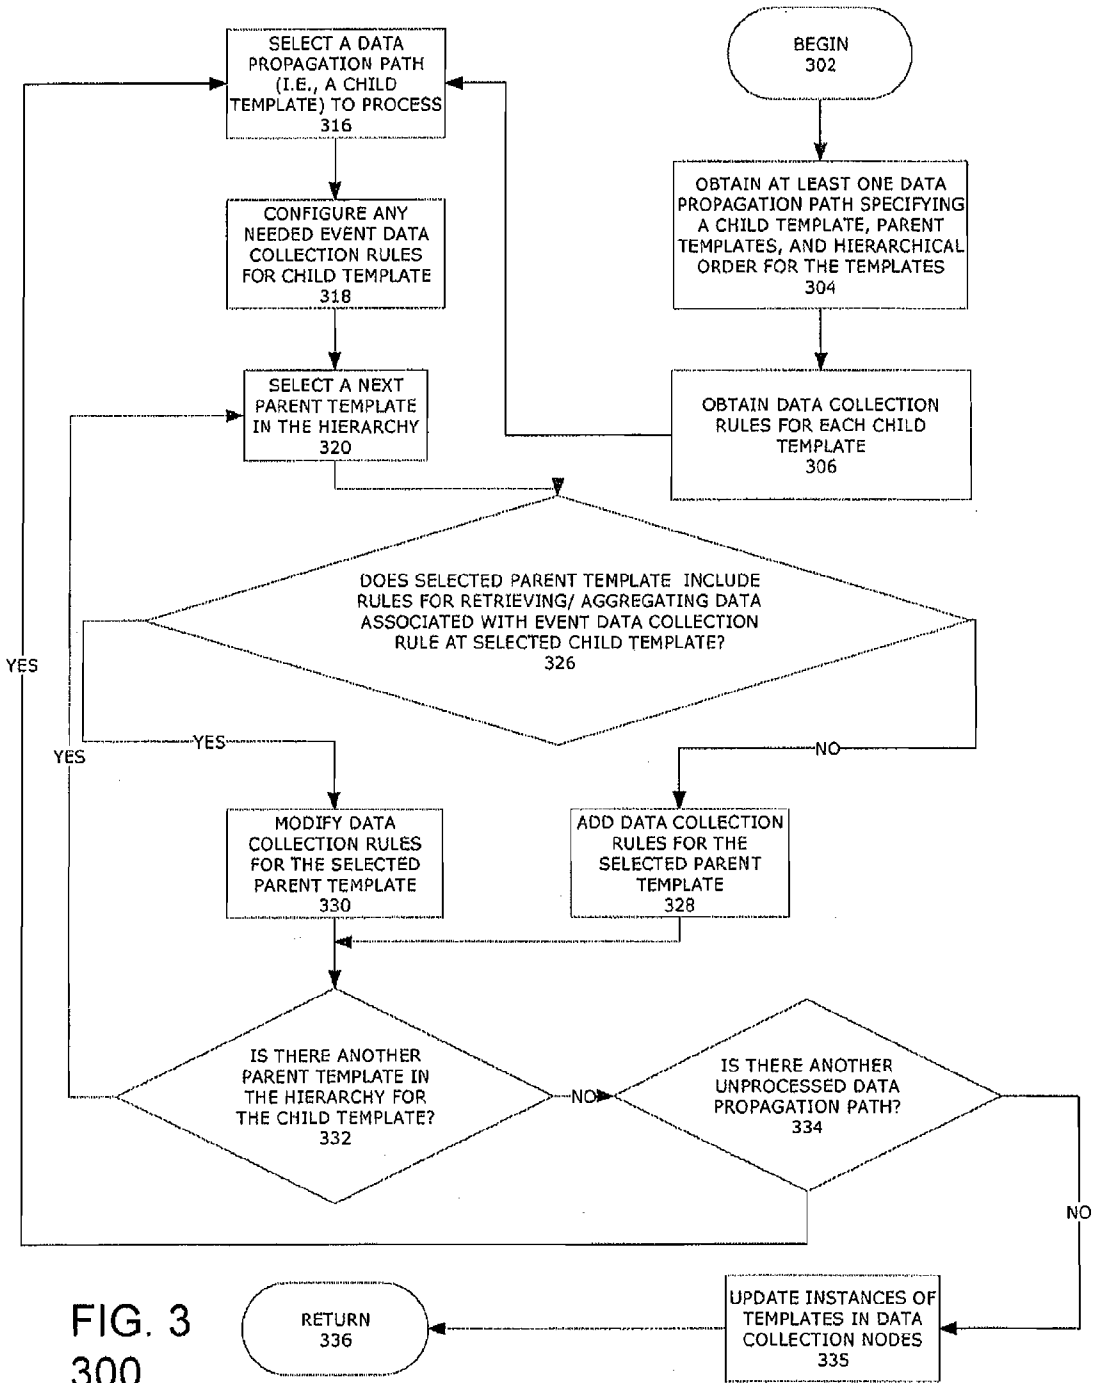 BEGIN
302
OBTAIN AT LEAST ONE DATA
PROPAGATION PATH SPECIFYING
A CHILD TEMPLATE, PARENT
TEMPLATES, AND HIERARCHICAL
ORDER FOR THE TEMPLATES
304
OBTAIN DATA COLLECTION
RULES FOR EACH CHILD
TEMPLATE
306
SELECT A DATA
PROPAGATION PATH
(I.E., A CHILD
TEMPLATE) TO PROCESS
316
CONFIGURE ANY
NEEDED EVENT DATA
COLLECTION RULES
FOR CHILD TEMPLATE
318
SELECT A NEXT
PARENT TEMPLATE
IN THE HIERARCHY
320
DOES SELECTED PARENT TEMPLATE INCLUDE
RULES FOR RETRIEVING/ AGGREGATING DATA
ASSOCIATED WITH EVENT DATA COLLECTION
RULE AT SELECTED CHILD TEMPLATE?
326
YES
YES
YES
NO
MODIFY DATA
COLLECTION RULES
FOR THE SELECTED
PARENT TEMPLATE
330
ADD DATA COLLECTION
RULES FOR THE
SELECTED PARENT
TEMPLATE
328
IS THERE ANOTHER
PARENT TEMPLATE IN
THE HIERARCHY FOR
THE CHILD TEMPLATE?
332
NO
IS THERE ANOTHER
UNPROCESSED DATA
PROPAGATION PATH?
334
NO
UPDATE INSTANCES OF
TEMPLATES IN DATA
COLLECTION NODES
335
RETURN
336
FIG. 3
300